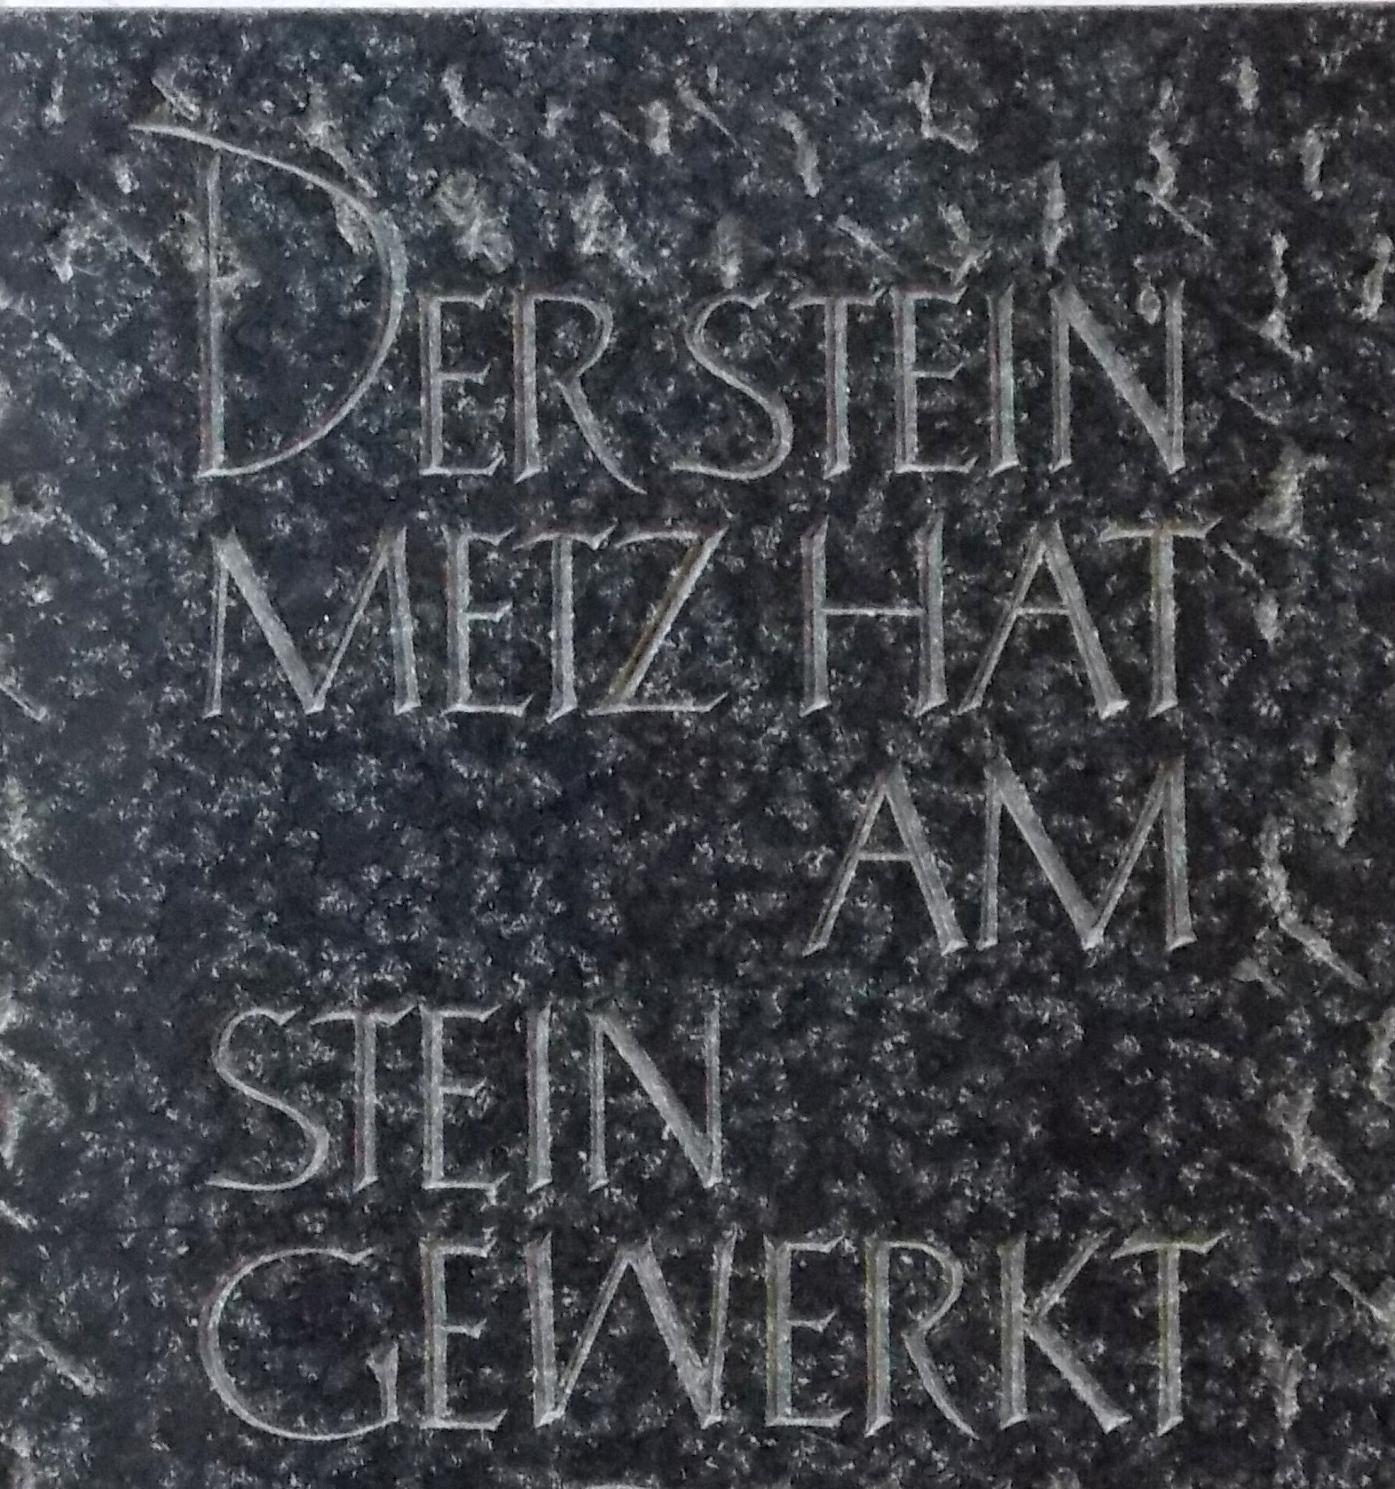 DER STEIN
METZ HAT
AM
STEIN
GEWERKT